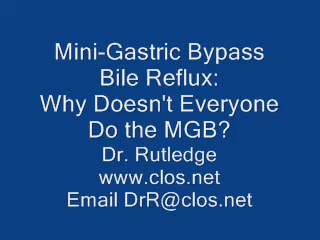 Mini-Gastric Bypass
Bile Reflux:
Why Doesn't Everyone
Do the MGB?
Dr. Rutledge
www.clos.net
Email DrR@clos.net